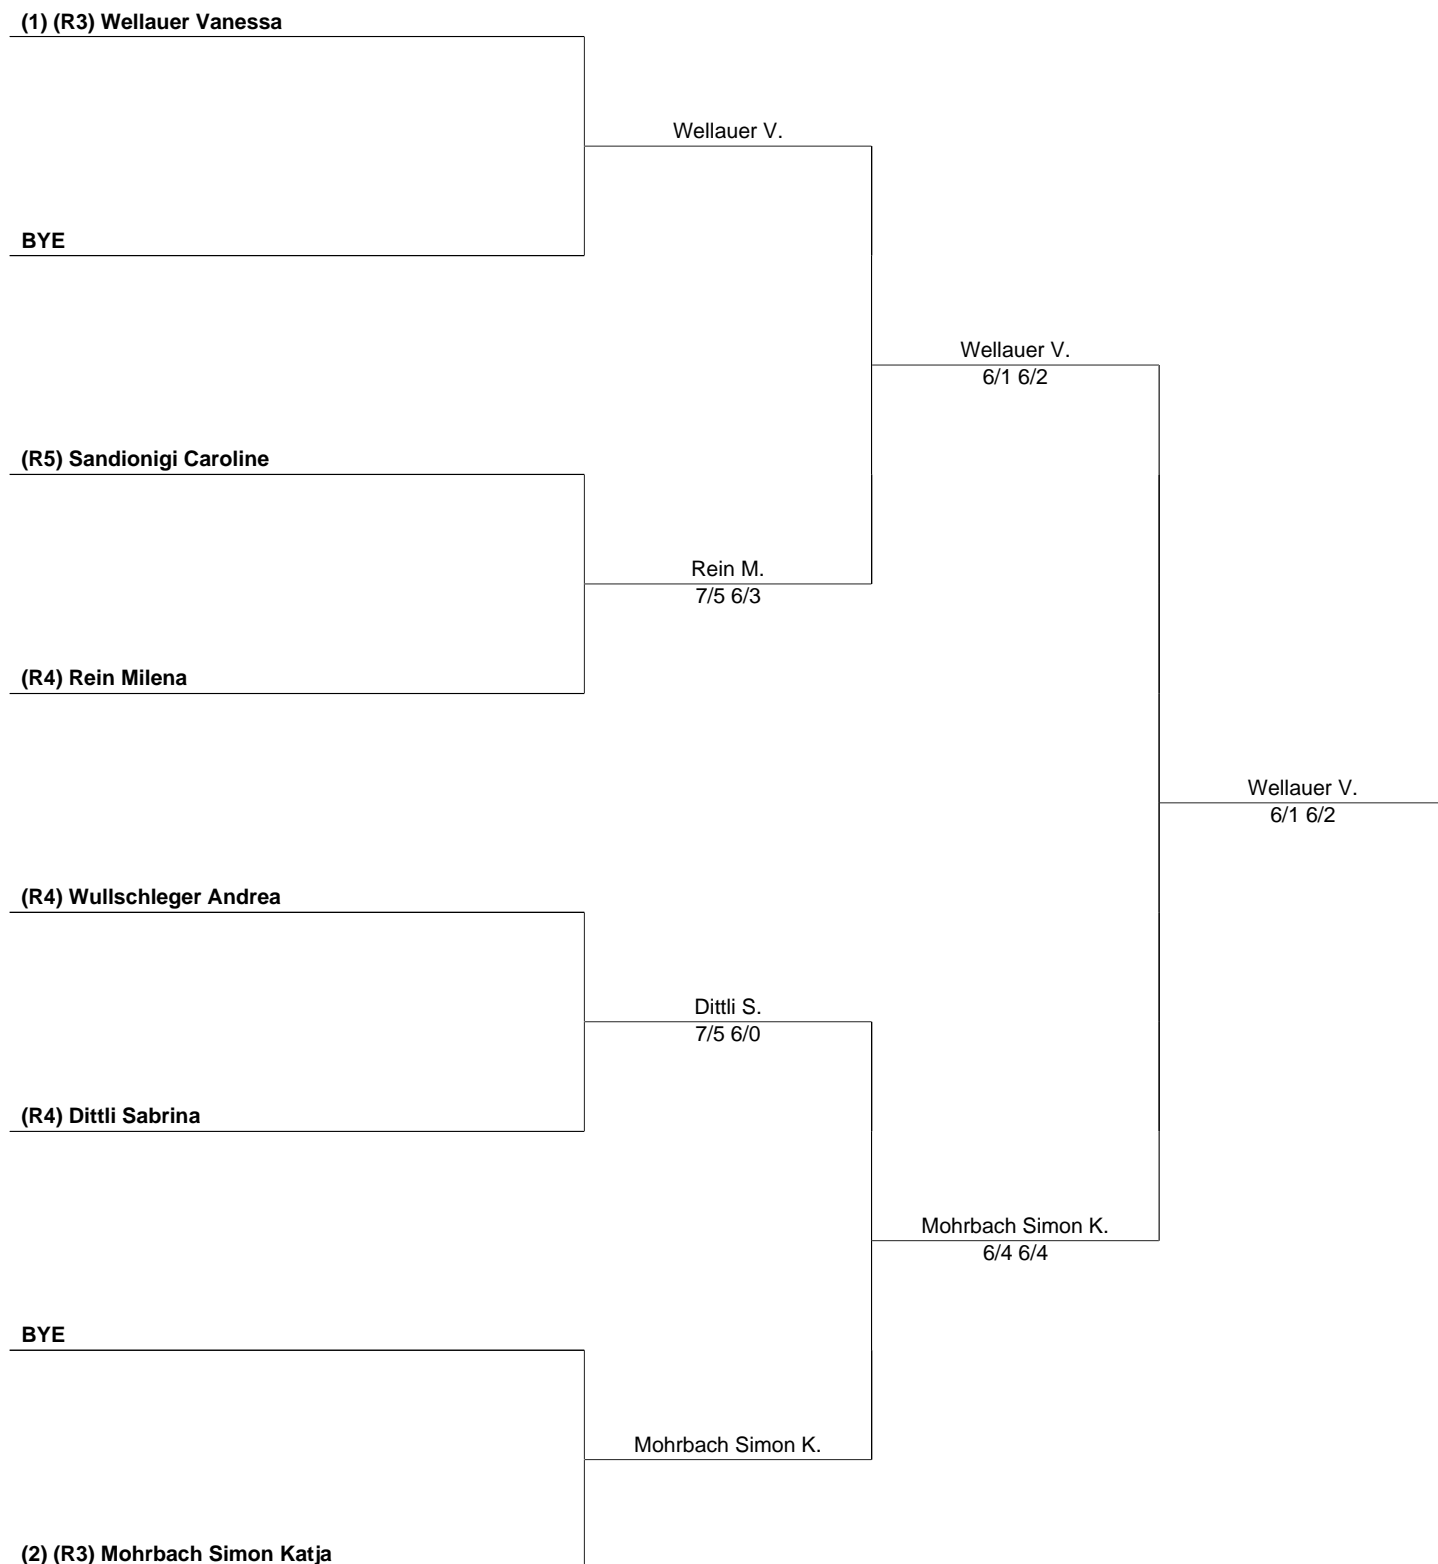 (1) (R3) Wellauer Vanessa
Wellauer V.
BYE
Wellauer V.
6/1 6/2
(R5) Sandionigi Caroline
Rein M.
7/5 6/3
(R4) Rein Milena
Wellauer V.
6/1 6/2
(R4) Wullschleger Andrea
Dittli S.
7/5 6/0
(R4) Dittli Sabrina
Mohrbach Simon K.
6/4 6/4
BYE
Mohrbach Simon K.
(2) (R3) Mohrbach Simon Katja